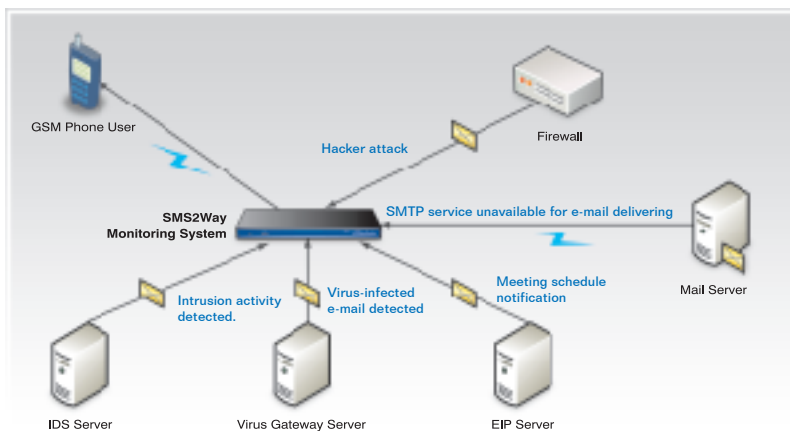 GSM Phone User
Firewall
Hacker attack
SMS2Way
Monitoring System
SMTP service unavailable for e-mail delivering
Mail Server
Intrusion activity
detected.
Virus-infected
e-mail detected
Meeting schedule
notification
IDS Server
Virus Gateway Server
EIP Server